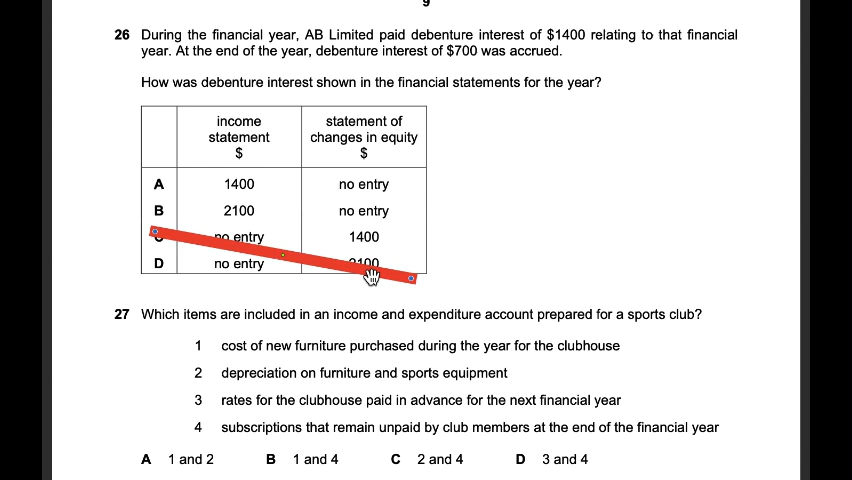 9
26 During the financial year, AB Limited paid debenture interest of $1400 relating to that financial
year. At the end of the year, debenture interest of $700 was accrued.
How was debenture interest shown in the financial statements for the year?
income statement of
statement changes in equity
$ $
A 1400 no entry
B 2100 no entry
no entry 1400
D no entry 2100
27 Which items are included in an income and expenditure account prepared for a sports club?
1 cost of new furniture purchased during the year for the clubhouse
2 depreciation on furniture and sports equipment
3 rates for the clubhouse paid in advance for the next financial year
4 subscriptions that remain unpaid by club members at the end of the financial year
A 1 and 2 B 1 and 4 C 2 and 4 D 3 and 4